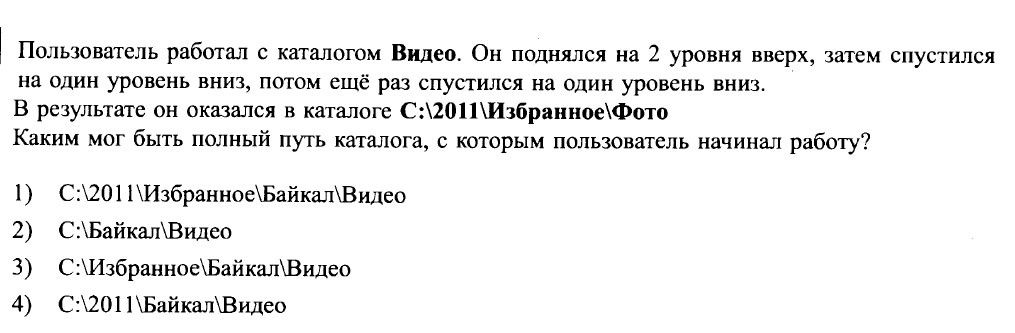 Пользователь работал с каталогом Видео. Он поднялся на 2 уровня вверх, затем спустился
на один уровень вниз, потом ещё раз спустился на один уровень вниз.
В результате он оказался в каталоге C:\2011\Избранное\Фото
Каким мог быть полный путь каталога, с которым пользователь начинал работу?
1) C:\2011\Избранное\Байкал\Видео
2) C:\Байкал\Видео
3) C:\Избранное\Байкал\Видео
4) C:\2011\Байкал\Видео